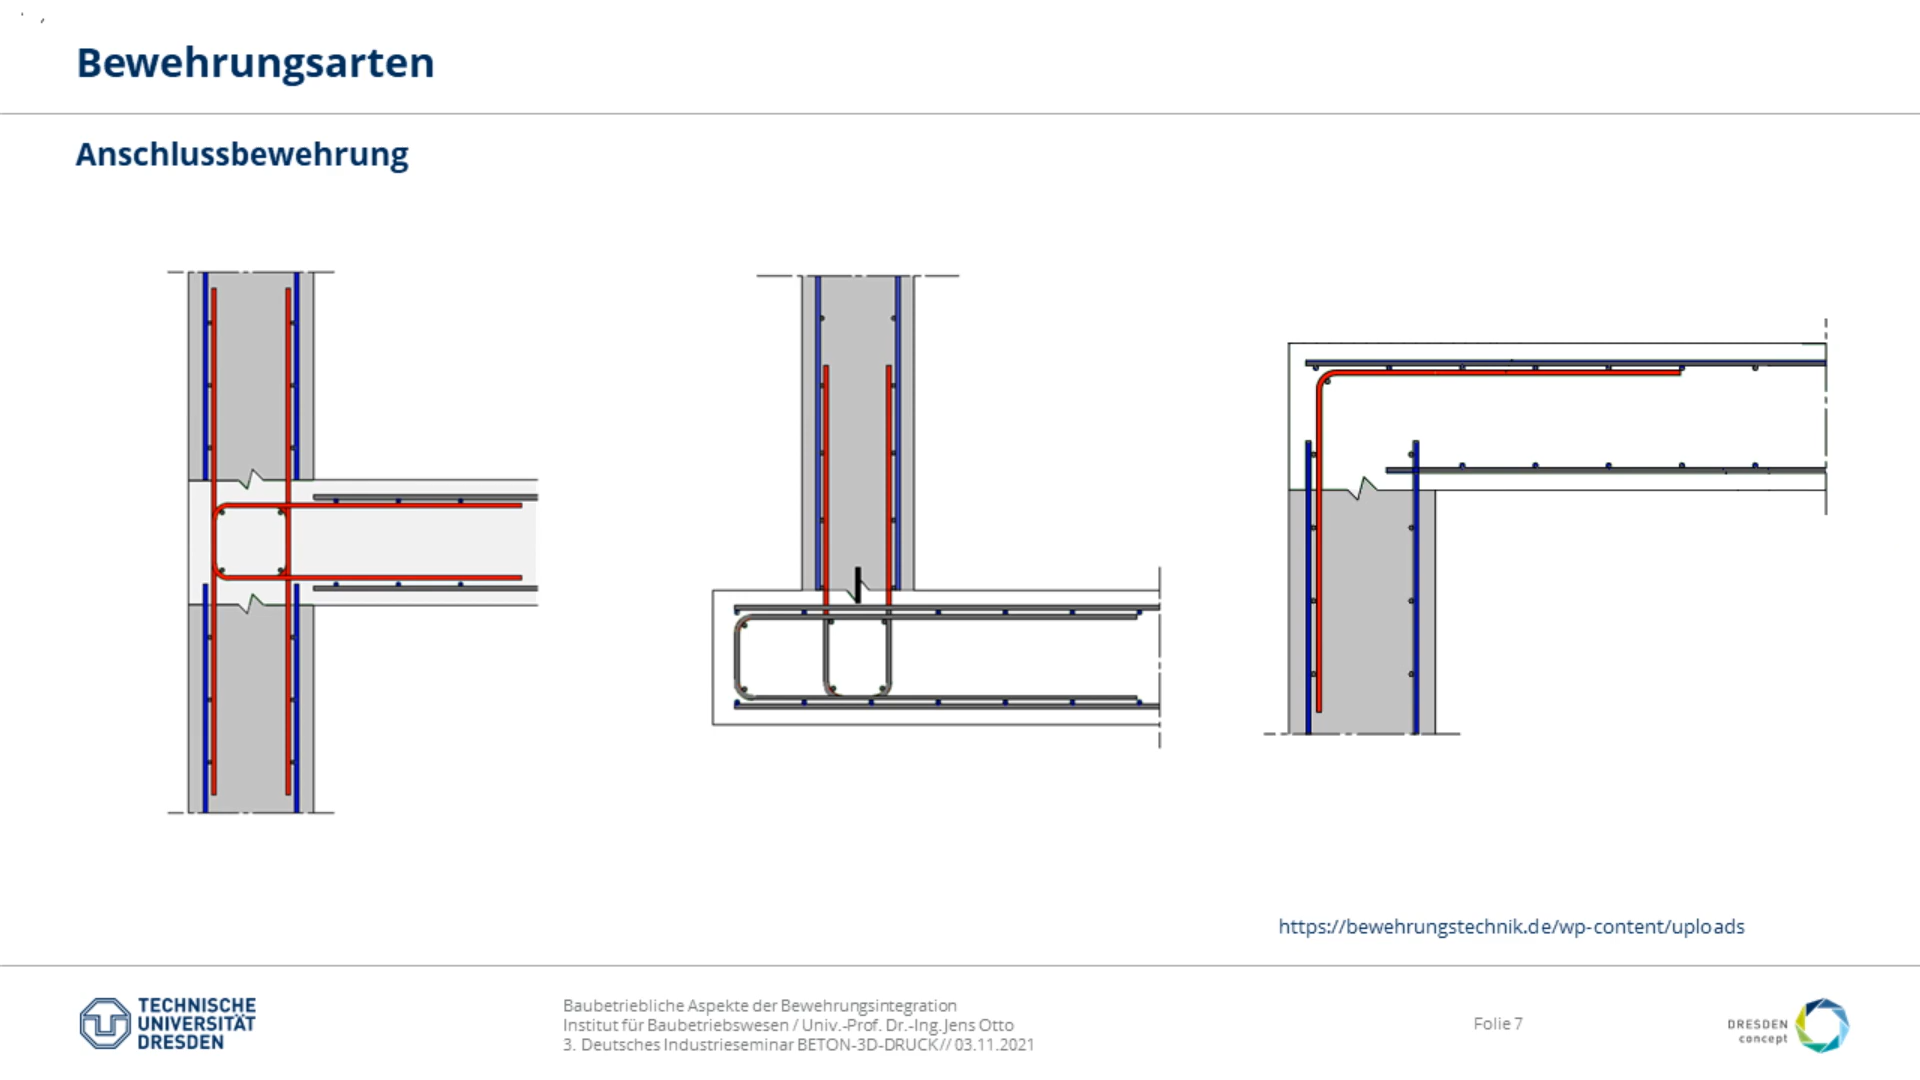 Bewehrungsarten
Anschlussbewehrung
https://bewehrungstechnik.de/wp-content/uploads
TECHNISCHE
UNIVERSITÄT
DRESDEN
Baubetriebliche Aspekte der Bewehrungsintegration
Institut für Baubetriebswesen / Univ.-Prof. Dr.-Ing. Jens Otto
3. Deutsches Industrieseminar BETON-3D-DRUCK// 03.11.2021
Folie 7
DRESDEN
concept